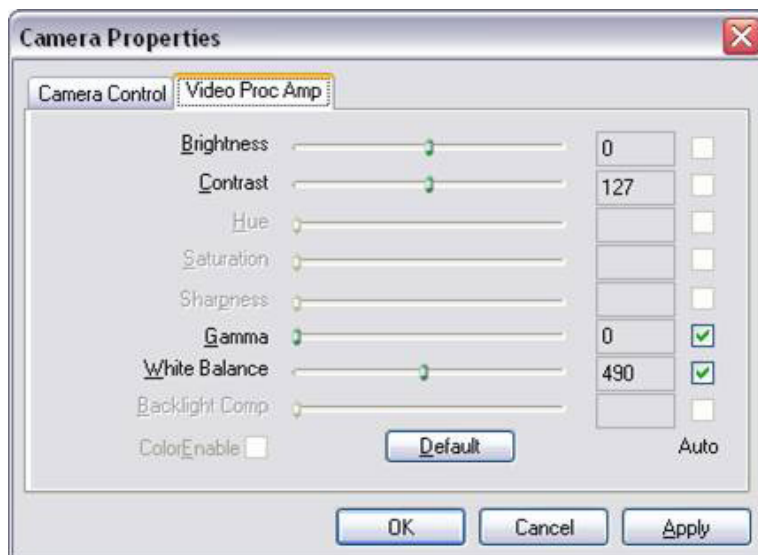 Camera Properties
Camera Control Video Proc Amp
Brightness 0
Contrast 127
Hue
Saturation
Sharpness
Gamma 0
White Balance 490
Backlight Comp
ColorEnable Default Auto
OK Cancel Apply